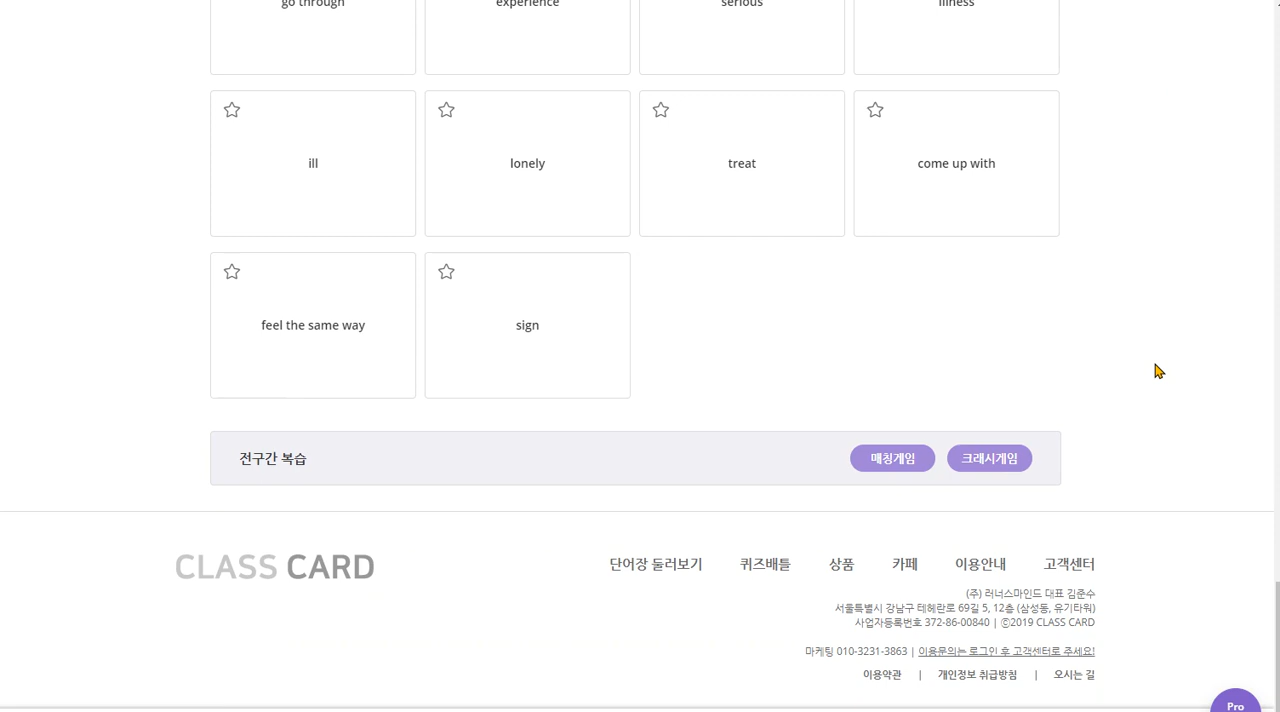 go through experience serious illness
ill lonely treat come up with
feel the same way sign
전구간 복습 매칭게임 크래시게임
CLASS CARD 단어장 둘러보기 퀴즈배틀 상품 카페 이용안내 고객센터
(주) 러너스마인드 대표 김준수
서울특별시 강남구 테헤란로 69길 5, 12층 (삼성동, 유기타워)
사업자등록번호 372-86-00840 | ⓒ2019 CLASS CARD
마케팅 010-3231-3863 | 이용문의는 로그인 후 고객센터로 주세요!
이용약관 | 개인정보 취급방침 | 오시는 길
Pro